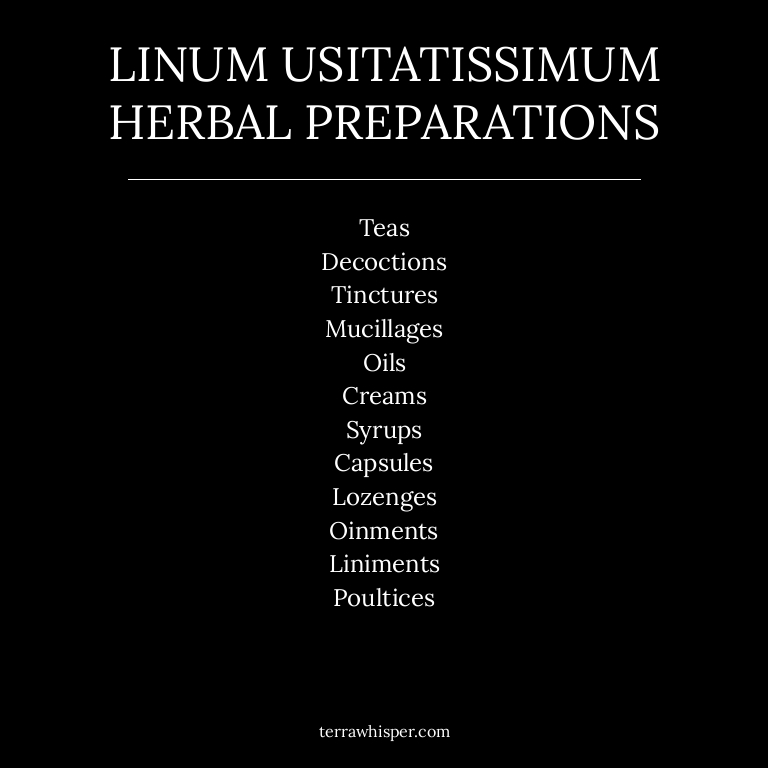 LINUM USITATISSIMUM
HERBAL PREPARATIONS
Teas
Decoctions
Tinctures
Mucillages
Oils
Creams
Syrups
Capsules
Lozenges
Oinments
Liniments
Poultices
terrawhisper.com